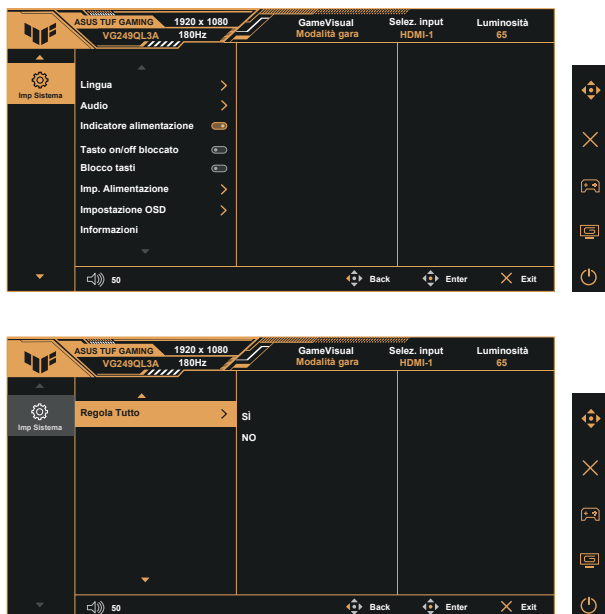 ASUS TUF GAMING 1920 x 1080 GameVisual Selez. input Luminosità
VG249QL3A 180Hz Modalità gara HDMI-1 65
Imp Sistema
Lingua
Audio
Indicatore alimentazione
Tasto on/off bloccato
Blocco tasti
Imp. Alimentazione
Impostazione OSD
Informazioni
50 Back Enter Exit
ASUS TUF GAMING 1920 x 1080 GameVisual Selez. input Luminosità
VG249QL3A 180Hz Modalità gara HDMI-1 65
Imp Sistema
Regola Tutto SÌ
NO
50 Back Enter Exit